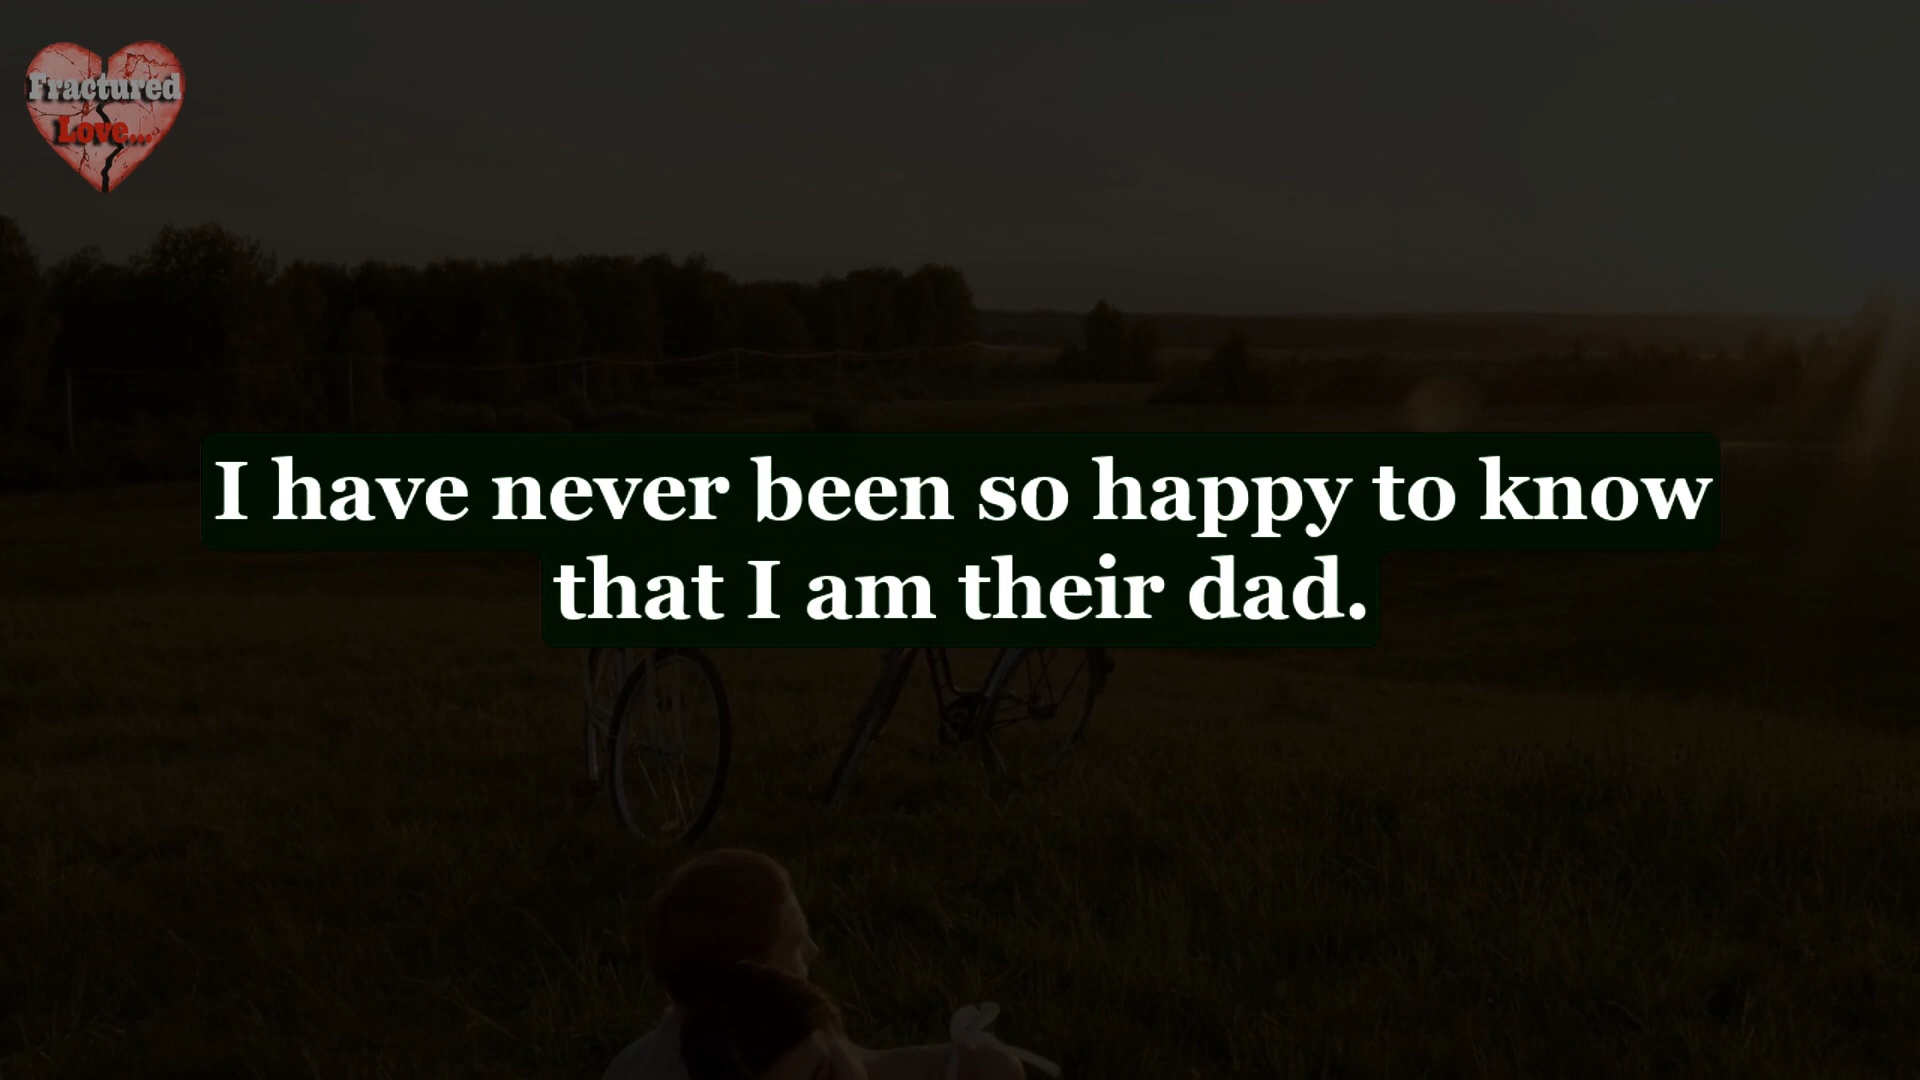 Fractured
Love...
I have never been so happy to know
that I am their dad.